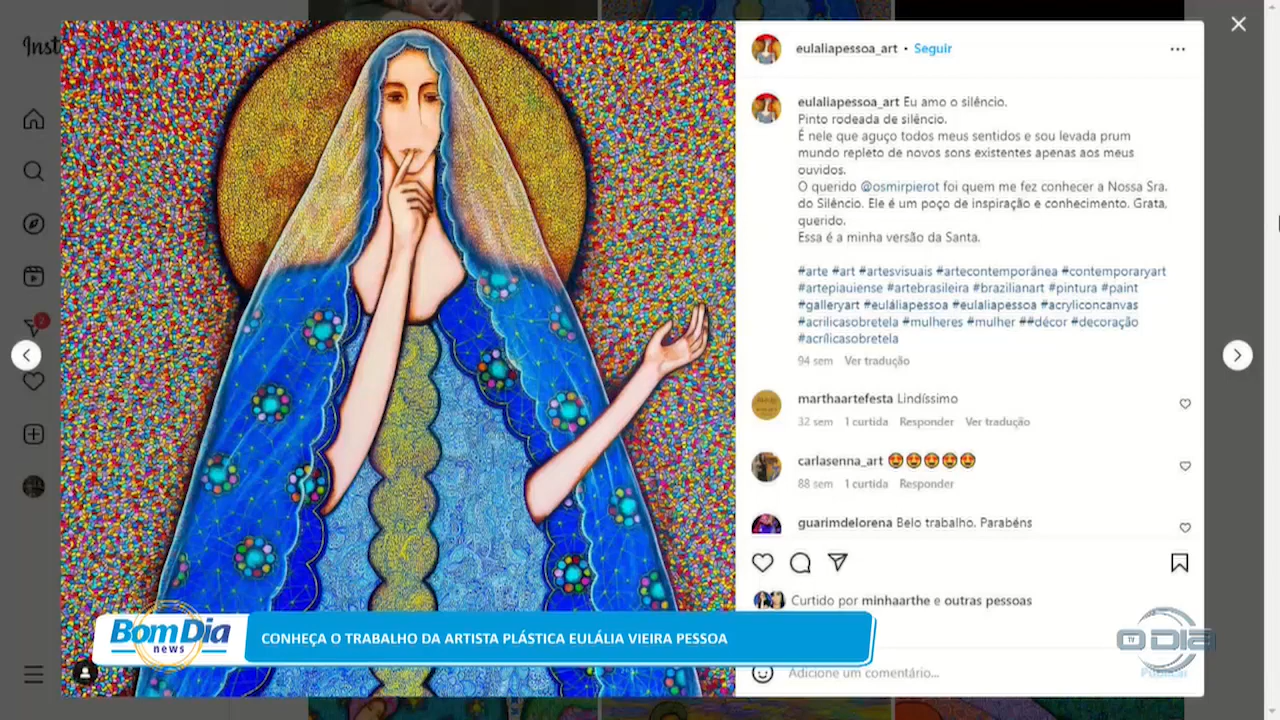 Inst
eulaliapessoa_art • Seguir
eulaliapessoa_art Eu amo o silêncio.
Pinto rodeada de silêncio.
É nele que aguço todos meus sentidos e sou levada prum
mundo repleto de novos sons existentes apenas aos meus
ouvidos.
O querido @osmirpierot foi quem me fez conhecer a Nossa Sra.
do Silêncio. Ele é um poço de inspiração e conhecimento. Grata,
querido.
Essa é a minha versão da Santa.
#arte #art #artesvisuais #artecontemporânea #contemporaryart
#artepiauiense #artebrasileira #brazilianart #pintura #paint
#galleryart #euláliapessoa #eulaliapessoa #acryliconcanvas
#acrilicasobretela #mulheres #mulher ##décor #decoração
#acrílicasobretela
94 sem Ver tradução
marthaartefesta Lindíssimo
32 sem 1 curtida Responder Ver tradução
carlasenna_art 😍😍😍😍😍
88 sem 1 curtida Responder
guarimdelorena Belo trabalho. Parabéns
Curtido por minhaarthe e outras pessoas
Adicione um comentário...
Publicar
BomDia
news
CONHEÇA O TRABALHO DA ARTISTA PLÁSTICA EULÁLIA VIEIRA PESSOA
TV O DIA